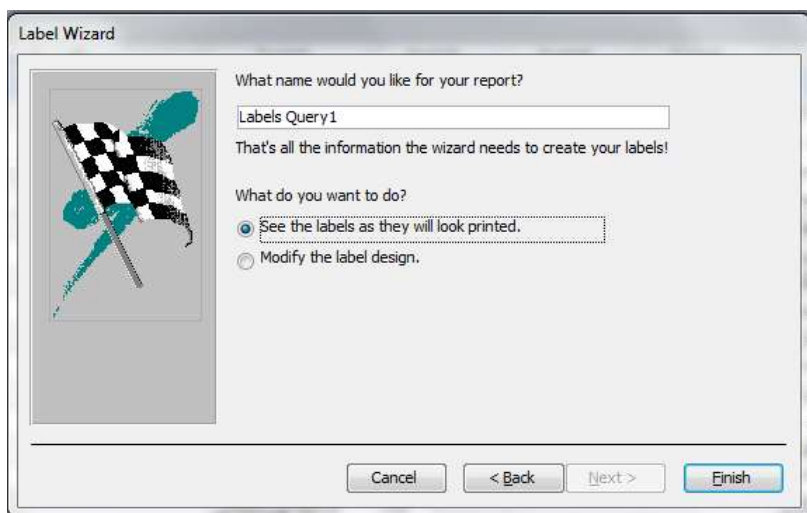 Label Wizard
What name would you like for your report?
Labels Query1
That's all the information the wizard needs to create your labels!
What do you want to do?
See the labels as they will look printed.
Modify the label design.
Cancel < Back Next > Finish